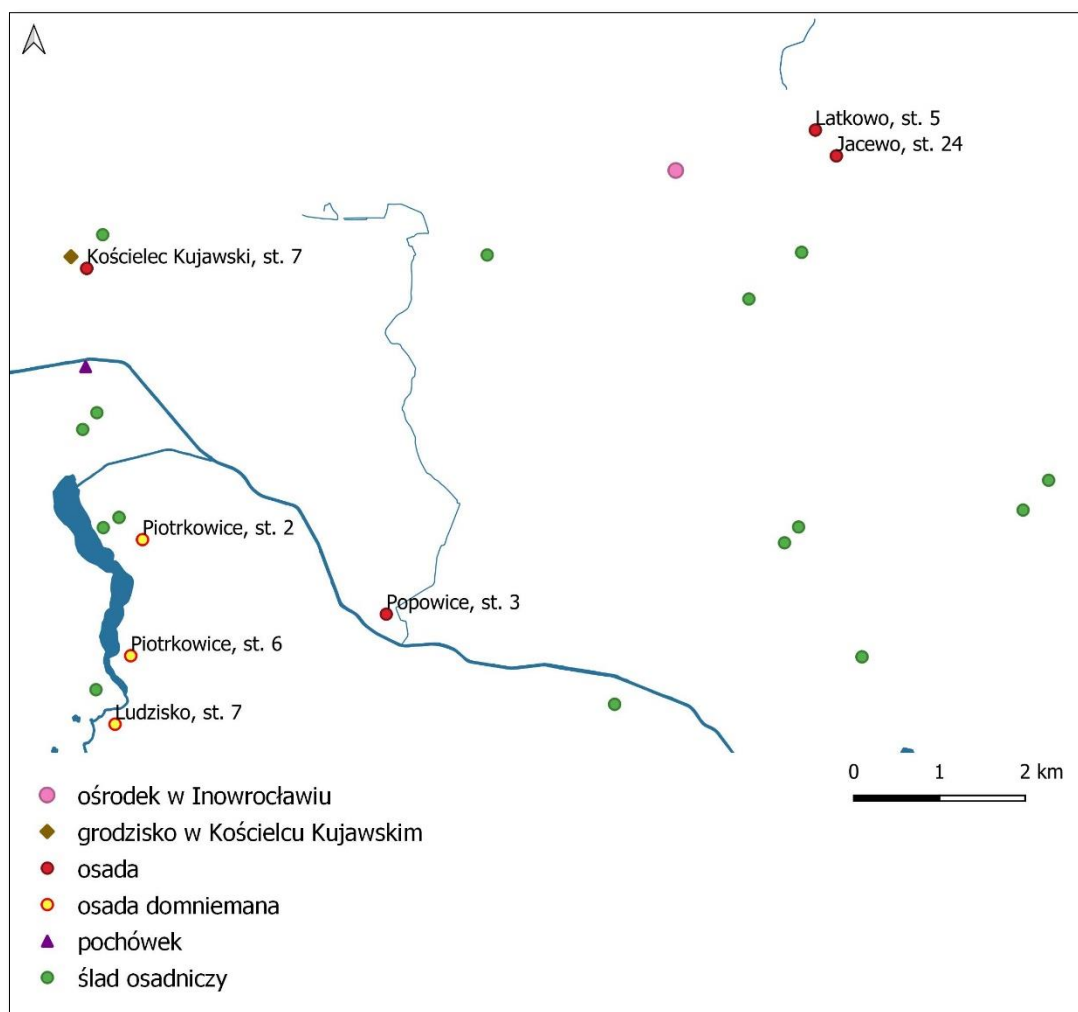 Latkowo, st. 5
Jacewo, st. 24
Kościelec Kujawski, st. 7
Piotrkowice, st. 2
Popowice, st. 3
Piotrkowice, st. 6
Ludzisko, st. 7
0 1 2 km
ośrodek w Inowrocławiu
grodzisko w Kościelcu Kujawskim
osada
osada domniemana
pochówek
ślad osadniczy